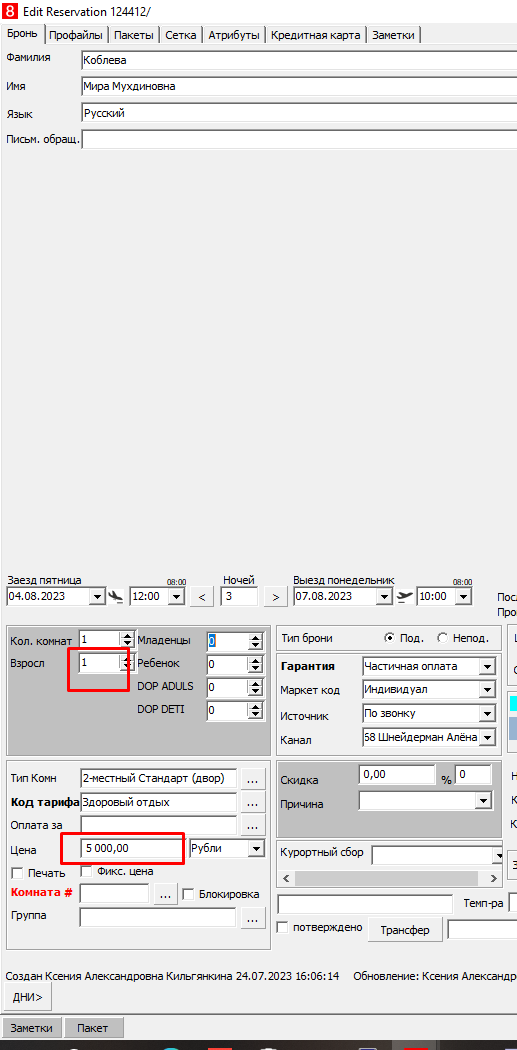 8 Edit Reservation 124412/
Бронь Профайлы Пакеты Сетка Атрибуты Кредитная карта Заметки
Фамилия Коблева
Имя Мира Мухдиновна
Язык Русский
Письм. обращ.
08:00 08:00
Заезд пятница Ночей Выезд понедельник
04.08.2023 12:00 < 3 > 07.08.2023 10:00
Кол. комнат 1 Младенцы 0
Взросл 1 Ребенок 0
DOP ADULS 0
DOP DETI 0
Тип брони Под. Непод.
Гарантия Частичная оплата
Маркет код Индивидуал
Источник По звонку
Канал 58 Шнейдерман Алёна
Тип Комн 2-местный Стандарт (двор) ...
Код тарифа Здоровый отдых ...
Оплата за ...
Цена 5 000,00 Рубли
Печать Фикс. цена
Комната # ... Блокировка
Группа ...
Скидка 0,00 % 0
Причина
Курортный сбор
< >
Темп-ра
потверждено Трансфер
Создан Ксения Александровна Кильгянкина 24.07.2023 16:06:14 Обновление: Ксения Александр
ДНИ>
Заметки Пакет